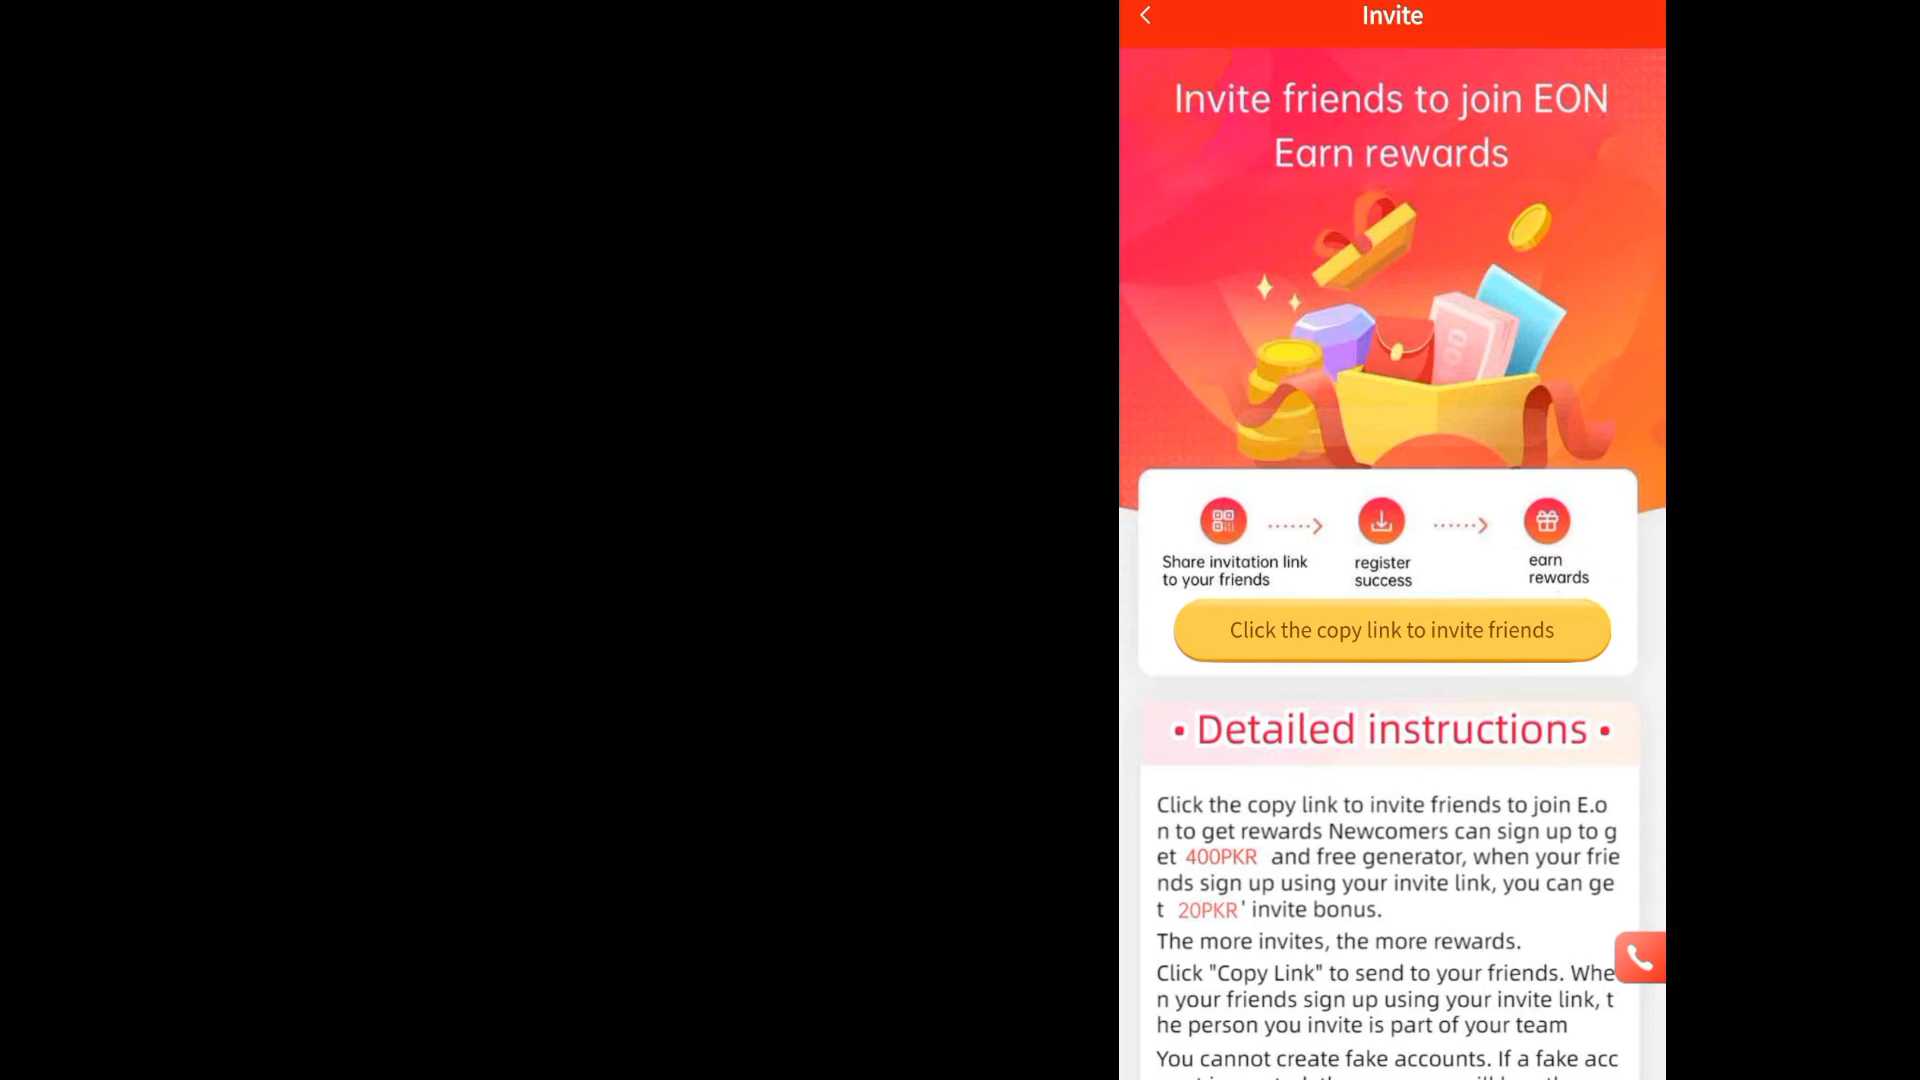 Invite
Invite friends to join EON
Earn rewards
Share invitation link
to your friends
register
success
earn
rewards
Click the copy link to invite friends
• Detailed instructions •
Click the copy link to invite friends to join E.o
n to get rewards Newcomers can sign up to g
et 400PKR and free generator, when your frie
nds sign up using your invite link, you can ge
t 20PKR' invite bonus.
The more invites, the more rewards.
Click "Copy Link" to send to your friends. Whe
n your friends sign up using your invite link, t
he person you invite is part of your team
You cannot create fake accounts. If a fake acc